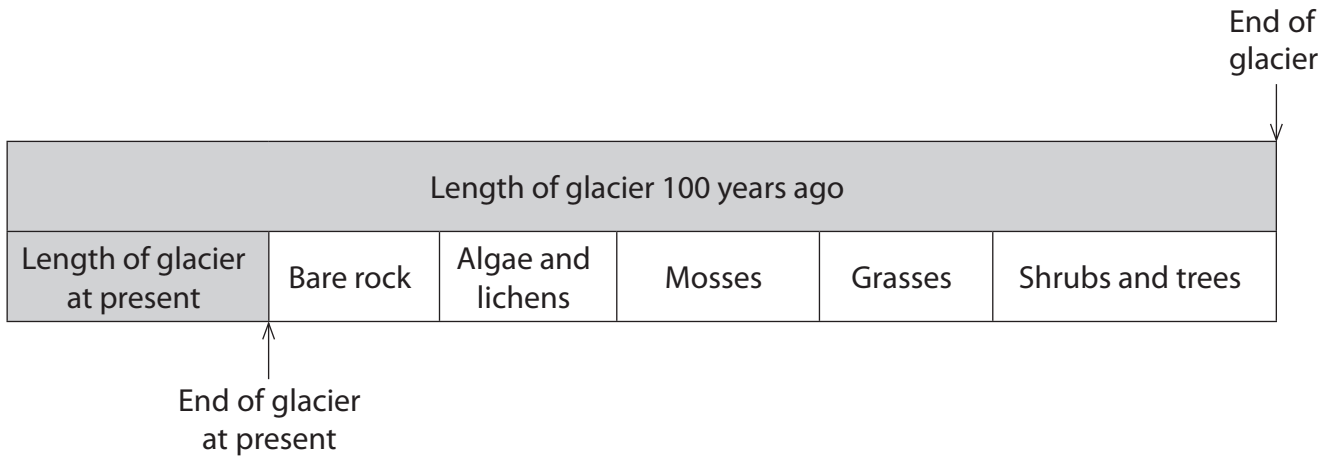 End of
glacier
Length of glacier 100 years ago
Length of glacier
at present
Bare rock
Algae and
lichens
Mosses
Grasses
Shrubs and trees
End of glacier
at present